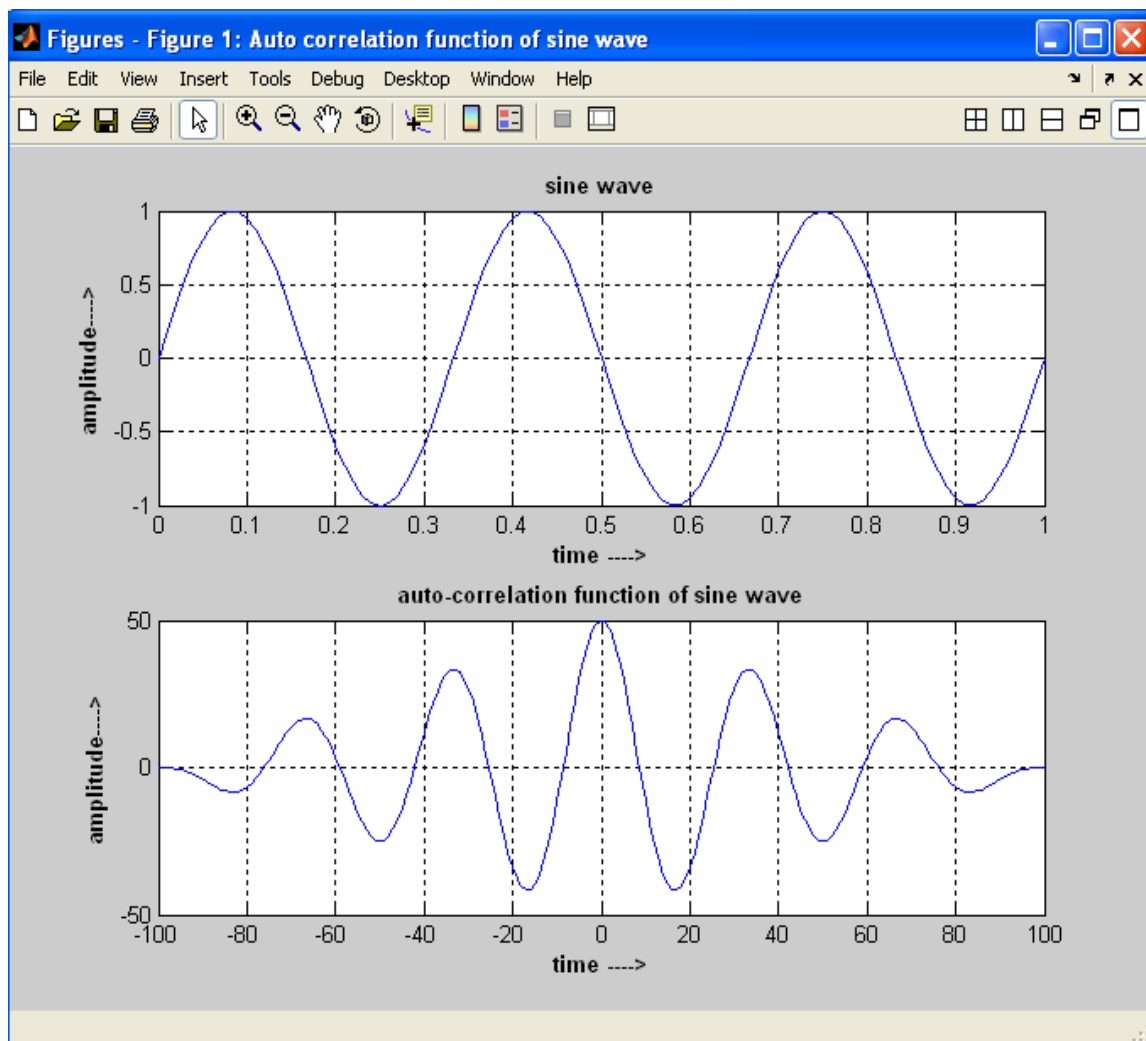 Figures - Figure 1: Auto correlation function of sine wave
File Edit View Insert Tools Debug Desktop Window Help
sine wave
amplitude---->
1
0.5
0
-0.5
-1
0 0.1 0.2 0.3 0.4 0.5 0.6 0.7 0.8 0.9 1
time ---->
auto-correlation function of sine wave
amplitude---->
50
0
-50
-100 -80 -60 -40 -20 0 20 40 60 80 100
time ---->